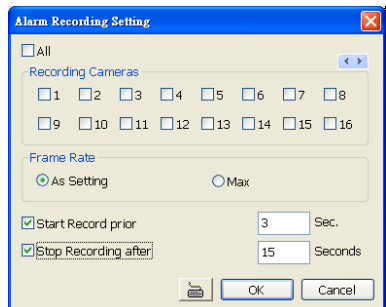 Alarm Recording Setting
All
Recording Cameras
1 2 3 4 5 6 7 8
9 10 11 12 13 14 15 16
Frame Rate
As Setting Max
Start Record prior 3 Sec.
Stop Recording after 15 Seconds
OK Cancel